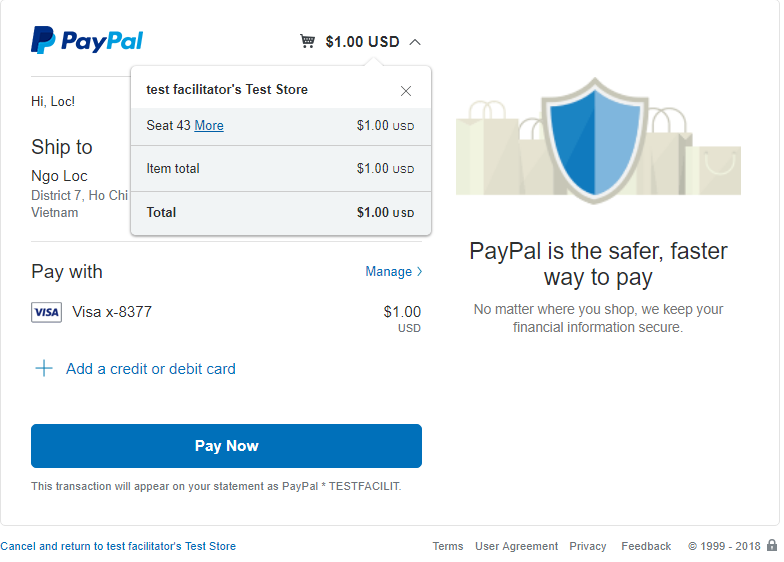 PayPal
$1.00 USD
test facilitator's Test Store
Seat 43 More $1.00 USD
Item total $1.00 USD
Total $1.00 USD
Hi, Loc!
Ship to
Ngo Loc
District 7, Ho Chi
Vietnam
Pay with Manage
VISA Visa x-8377 $1.00
USD
Add a credit or debit card
Pay Now
This transaction will appear on your statement as PayPal * TESTFACILIT.
PayPal is the safer, faster
way to pay
No matter where you shop, we keep your
financial information secure.
Cancel and return to test facilitator's Test Store
Terms User Agreement Privacy Feedback © 1999 - 2018